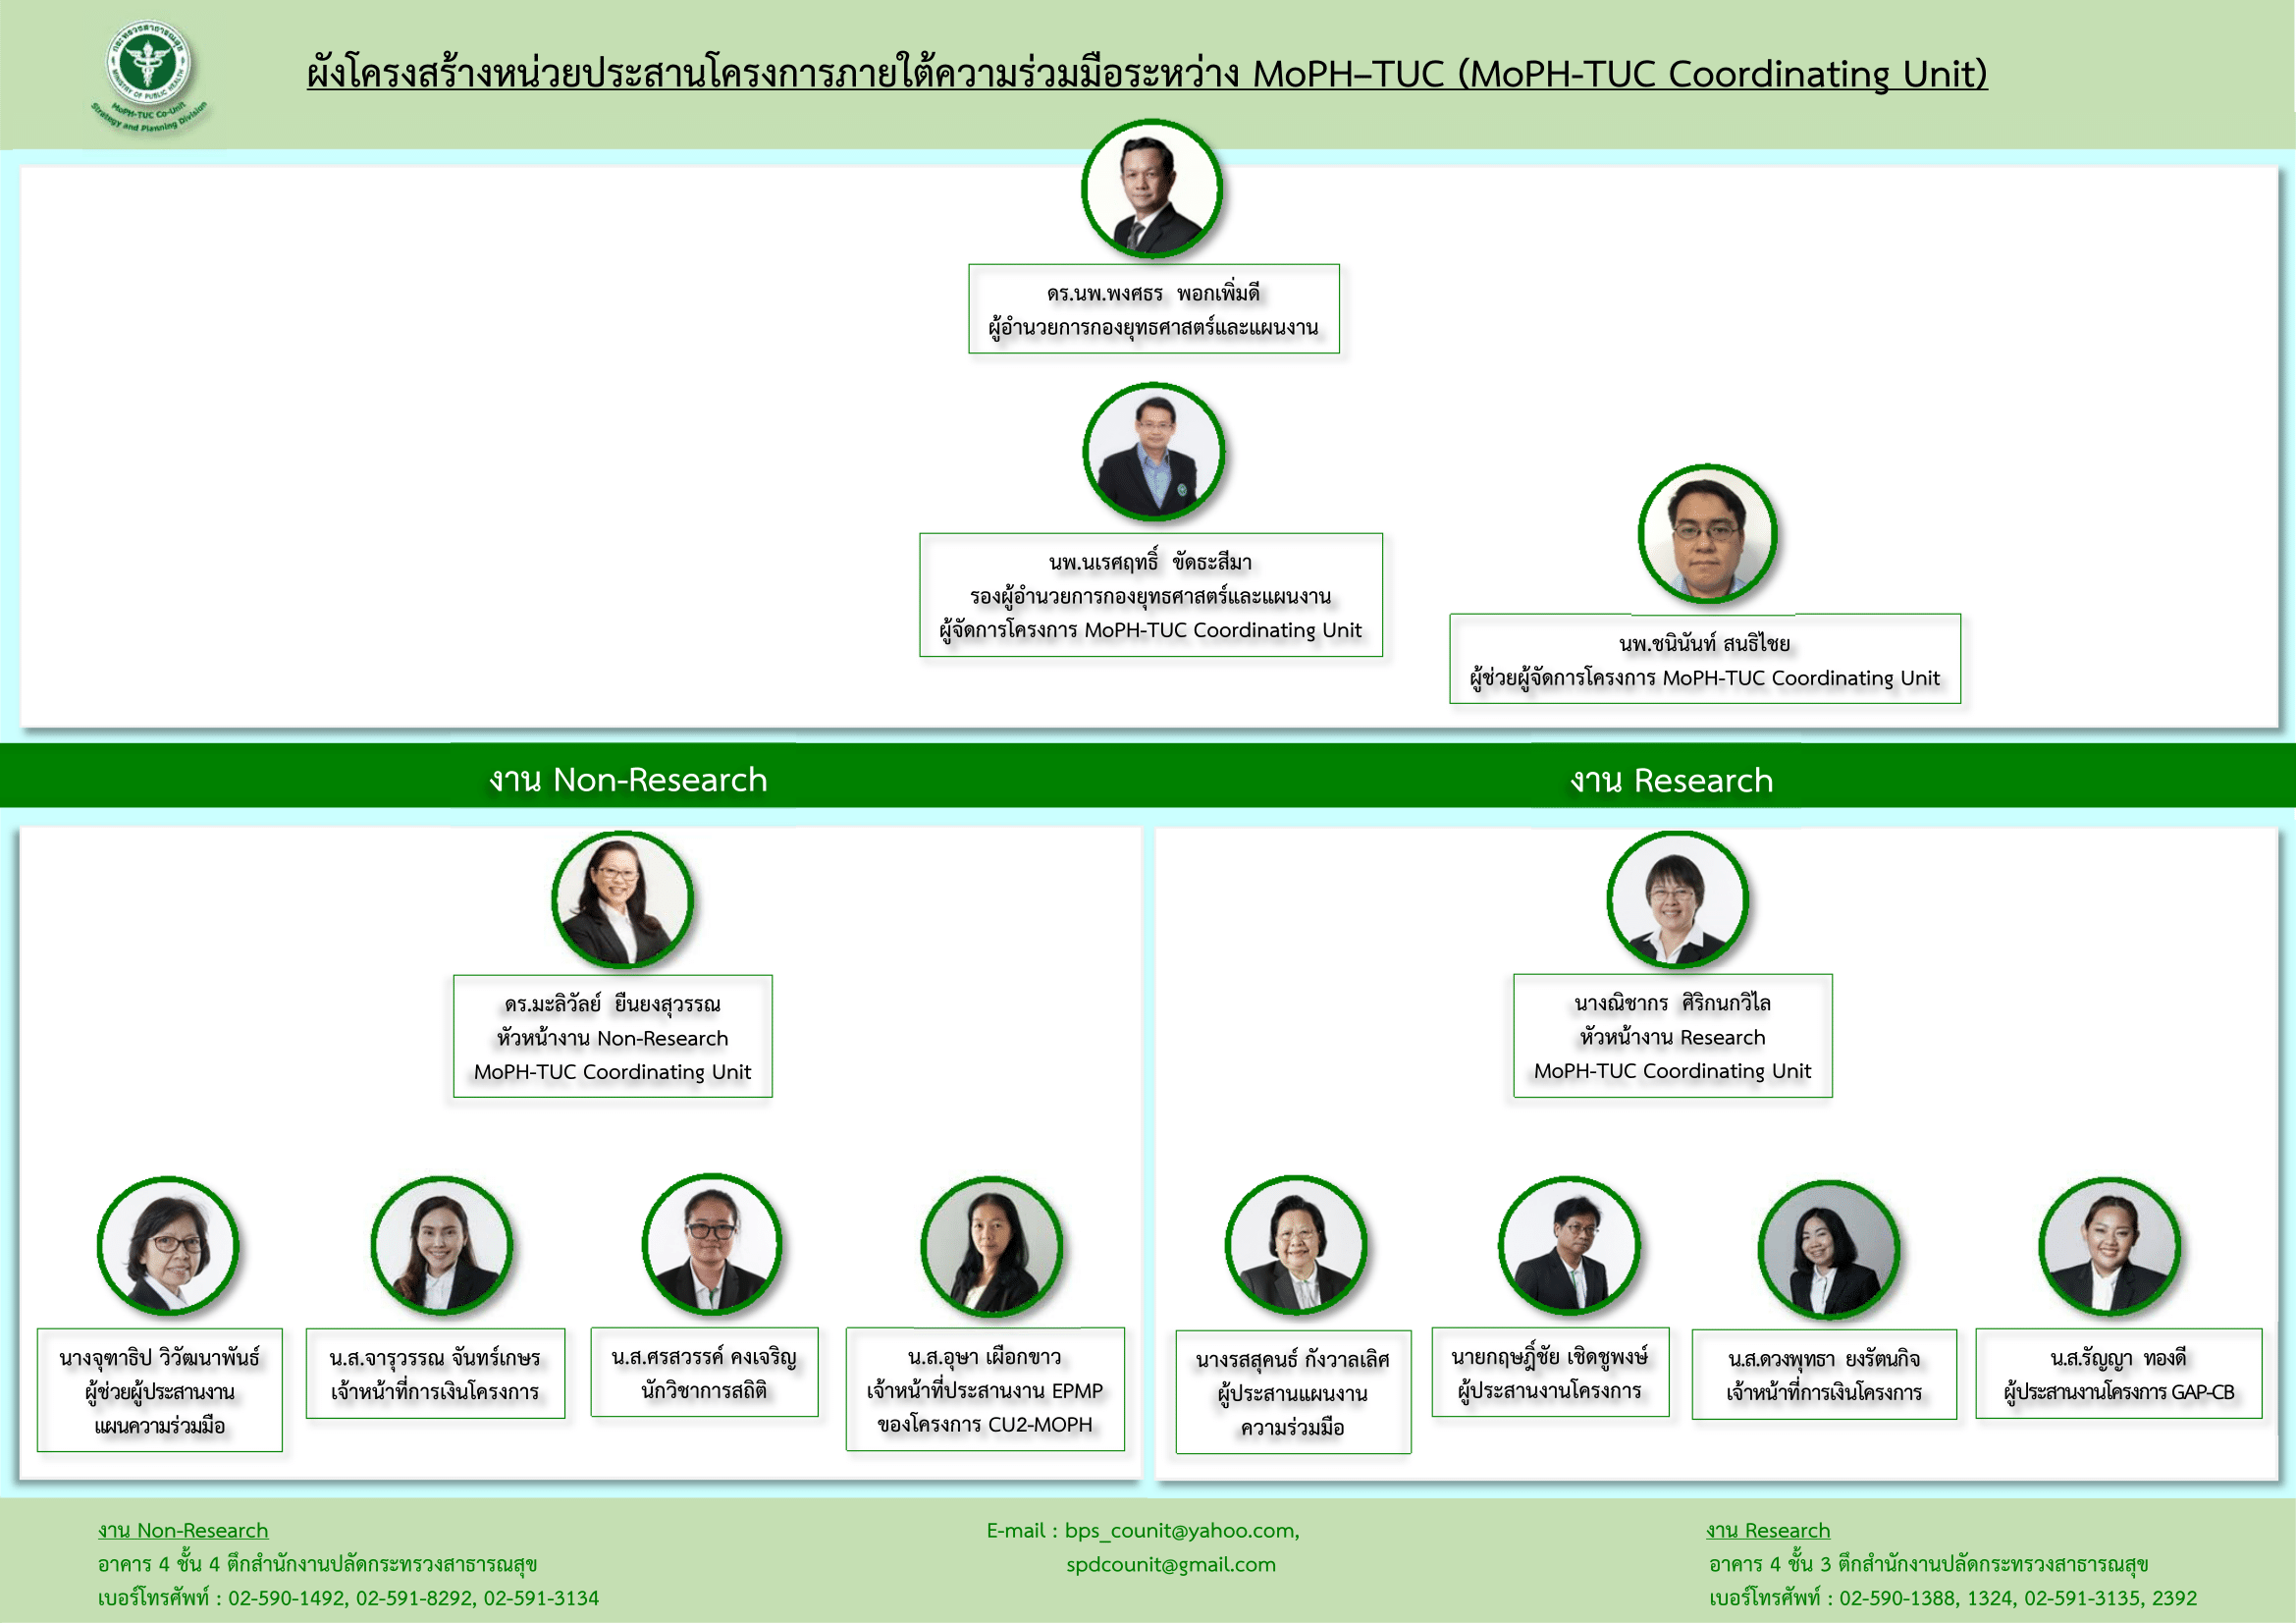 กระทรวงสาธารณสุข
MINISTRY OF PUBLIC HEALTH
MoPH-TUC Co-Unit
Strategy and Planning Division
ผังโครงสร้างหน่วยประสานโครงการภายใต้ความร่วมมือระหว่าง MoPH–TUC (MoPH-TUC Coordinating Unit)
ดร.นพ.พงศธร พอกเพิ่มดี
ผู้อำนวยการกองยุทธศาสตร์และแผนงาน
นพ.นเรศฤทธิ์ ขัดธะสีมา
รองผู้อำนวยการกองยุทธศาสตร์และแผนงาน
ผู้จัดการโครงการ MoPH-TUC Coordinating Unit
นพ.ชนินันท์ สนธิไชย
ผู้ช่วยผู้จัดการโครงการ MoPH-TUC Coordinating Unit
งาน Non-Research
งาน Research
ดร.มะลิวัลย์ ยืนยงสุวรรณ
หัวหน้างาน Non-Research
MoPH-TUC Coordinating Unit
นางณิชากร ศิริกนกวิไล
หัวหน้างาน Research
MoPH-TUC Coordinating Unit
นางจุฑาธิป วิวัฒนาพันธ์
ผู้ช่วยผู้ประสานงาน
แผนความร่วมมือ
น.ส.จารุวรรณ จันทร์เกษร
เจ้าหน้าที่การเงินโครงการ
น.ส.ศรสวรรค์ คงเจริญ
นักวิชาการสถิติ
น.ส.อุษา เผือกขาว
เจ้าหน้าที่ประสานงาน EPMP
ของโครงการ CU2-MOPH
นางรสสุคนธ์ กังวาลเลิศ
ผู้ประสานแผนงาน
ความร่วมมือ
นายกฤษฎิ์ชัย เชิดชูพงษ์
ผู้ประสานงานโครงการ
น.ส.ดวงพุทธา ยงรัตนกิจ
เจ้าหน้าที่การเงินโครงการ
น.ส.รัญญา ทองดี
ผู้ประสานงานโครงการ GAP-CB
งาน Non-Research
อาคาร 4 ชั้น 4 ตึกสำนักงานปลัดกระทรวงสาธารณสุข
เบอร์โทรศัพท์ : 02-590-1492, 02-591-8292, 02-591-3134
E-mail : bps_counit@yahoo.com,
spdcounit@gmail.com
งาน Research
อาคาร 4 ชั้น 3 ตึกสำนักงานปลัดกระทรวงสาธารณสุข
เบอร์โทรศัพท์ : 02-590-1388, 1324, 02-591-3135, 2392